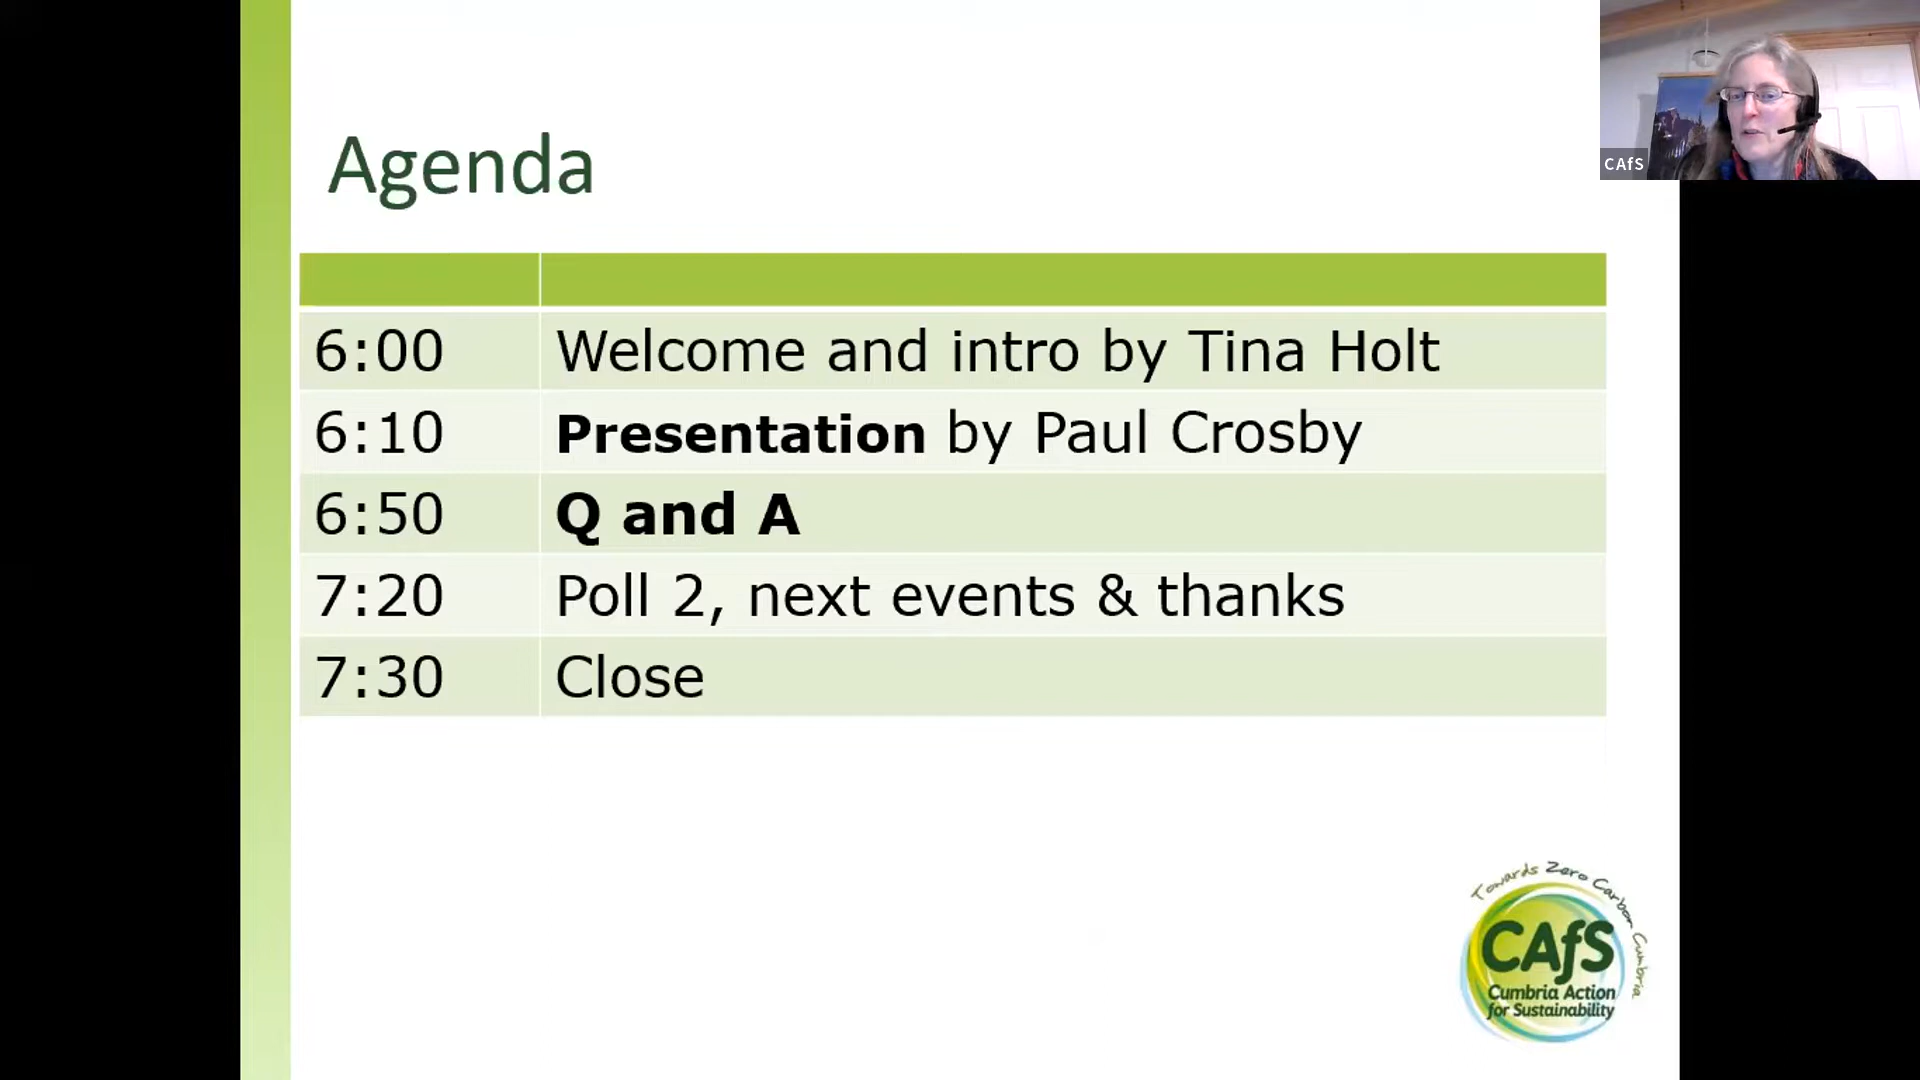 Agenda
CAfS
6:00 Welcome and intro by Tina Holt
6:10 Presentation by Paul Crosby
6:50 Q and A
7:20 Poll 2, next events & thanks
7:30 Close
Towards Zero Carbon Cumbria
CAfS
Cumbria Action
for Sustainability